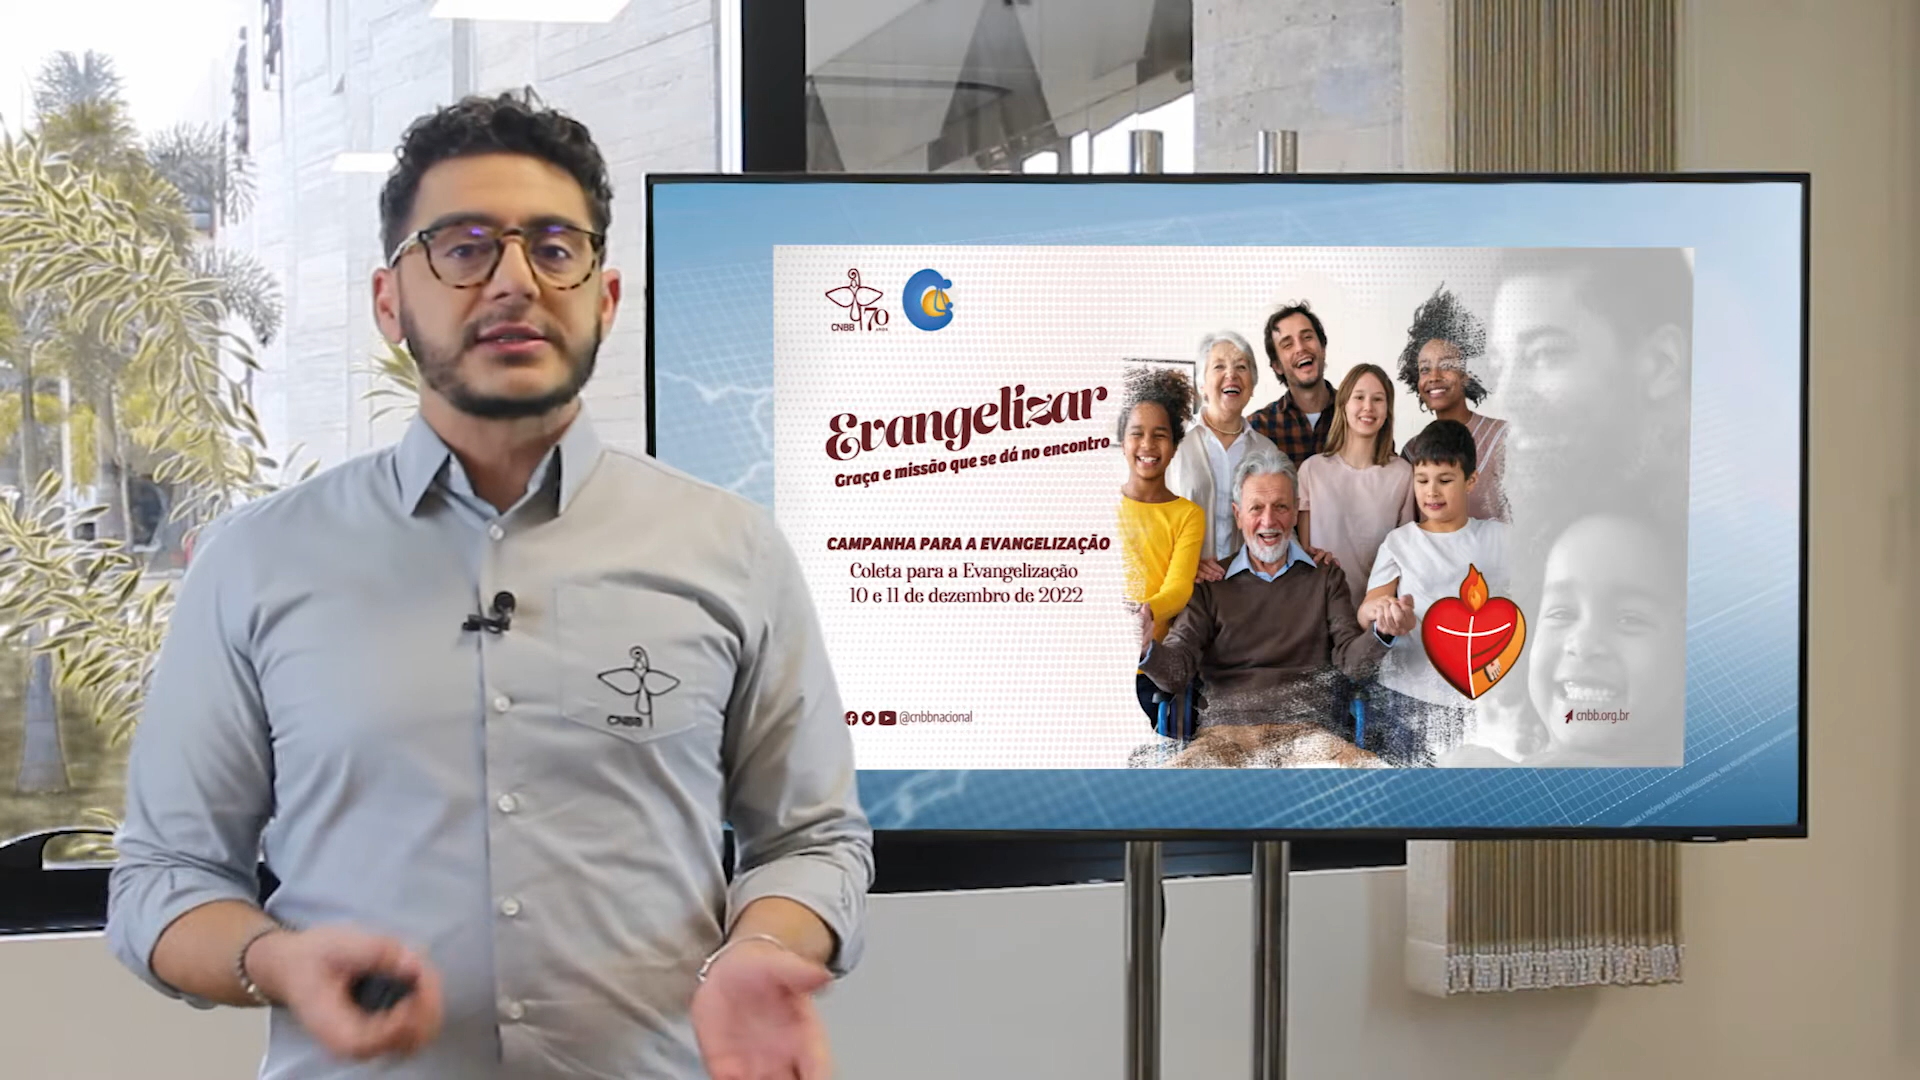 CNBB
70
ANOS
Evangelizar
Graça e missão que se dá no encontro
CAMPANHA PARA A EVANGELIZAÇÃO
Coleta para a Evangelização
10 e 11 de dezembro de 2022
@cnbbnacional
cnbb.org.br
CNBB